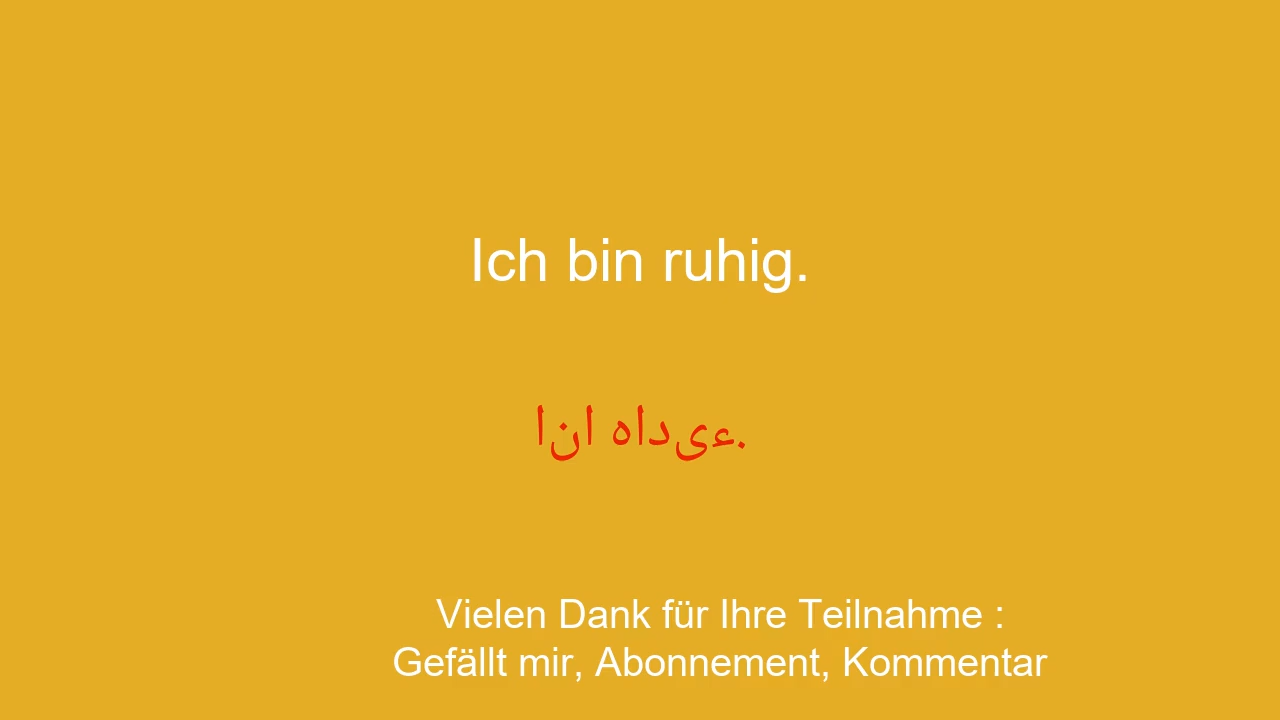 Ich bin ruhig.
انا هادىء.
Vielen Dank für Ihre Teilnahme :
Gefällt mir, Abonnement, Kommentar